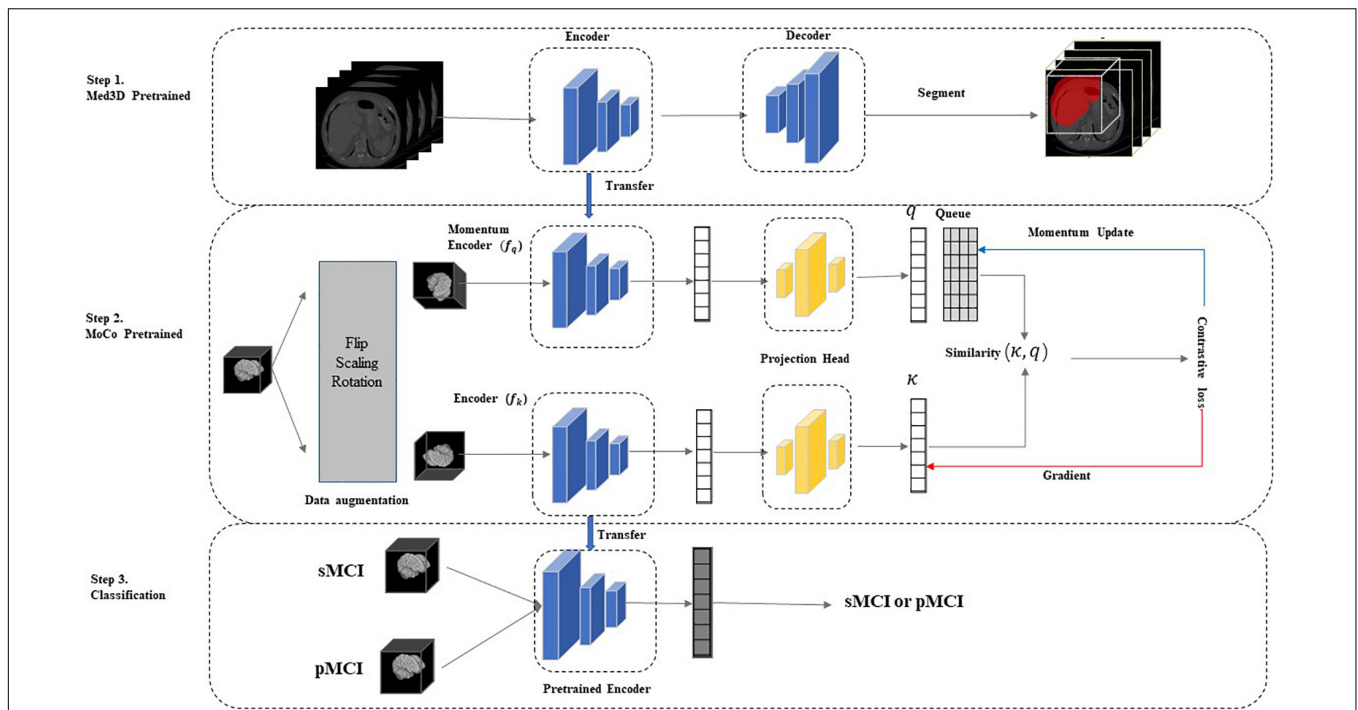 Step 1.
Med3D Pretrained
Encoder
Decoder
Segment
Transfer
Step 2.
MoCo Pretrained
Flip
Scaling
Rotation
Data augmentation
Momentum
Encoder (f_q)
Encoder (f_k)
Projection Head
q
Queue
Momentum Update
Similarity (κ, q)
κ
Contrastive loss
Gradient
Transfer
Step 3.
Classification
sMCI
pMCI
Pretrained Encoder
sMCI or pMCI